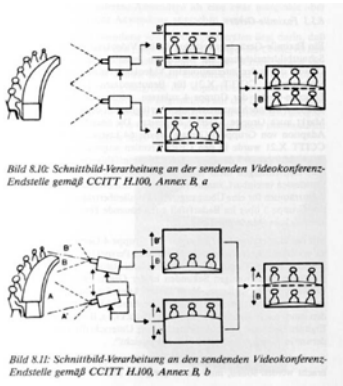 B'
B'
A'
A'
A
B
Bild 8.10: Schnittbild-Verarbeitung an der sendenden Videokonferenz-
Endstelle gemäß CCITT H.100, Annex B, a
B'
B
A
A'
B'
B
A
A'
A
B
Bild 8.11: Schnittbild-Verarbeitung an den sendenden Videokonferenz-
Endstelle gemäß CCITT H.100, Annex B, b